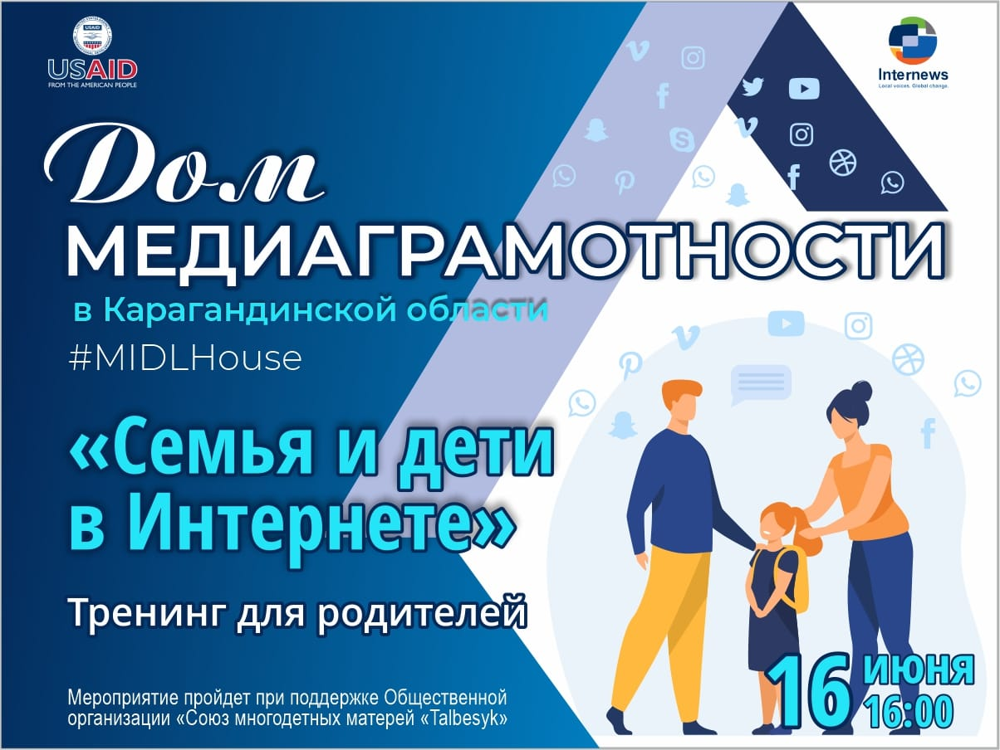 USAID
FROM THE AMERICAN PEOPLE
Internews
Local voices. Global change.
Дом
МЕДИАГРАМОТНОСТИ
в Карагандинской области
#MIDLHouse
«Семья и дети
в Интернете»
Тренинг для родителей
Мероприятие пройдет при поддержке Общественной
организации «Союз многодетных матерей «Talbesyk»
16 июня
16:00